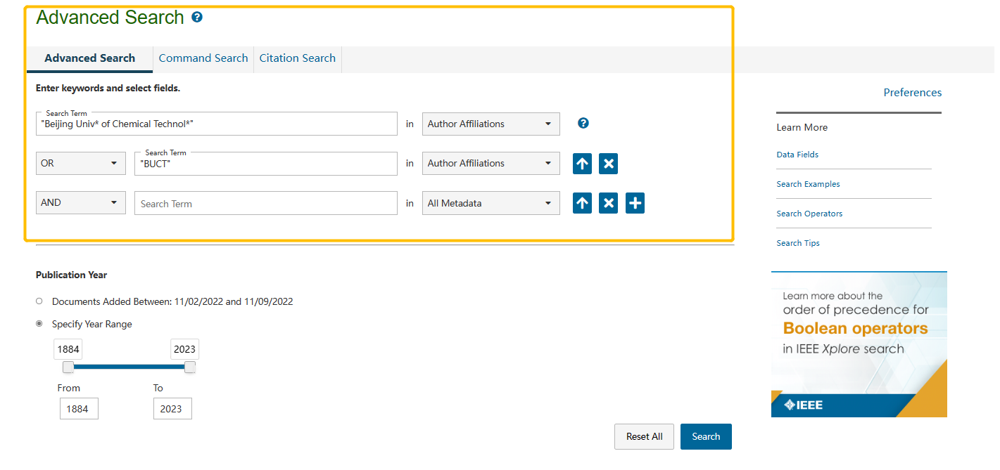 Advanced Search
Advanced Search Command Search Citation Search
Enter keywords and select fields.
Preferences
Search Term
"Beijing Univ* of Chemical Technol*" in Author Affiliations
Learn More
OR Search Term "BUCT" in Author Affiliations
Data Fields
Search Examples
AND Search Term in All Metadata
Search Operators
Search Tips
Publication Year
Documents Added Between: 11/02/2022 and 11/09/2022
Specify Year Range
1884 2023
From To
1884 2023
Learn more about the
order of precedence for
Boolean operators
in IEEE Xplore search
IEEE
Reset All Search